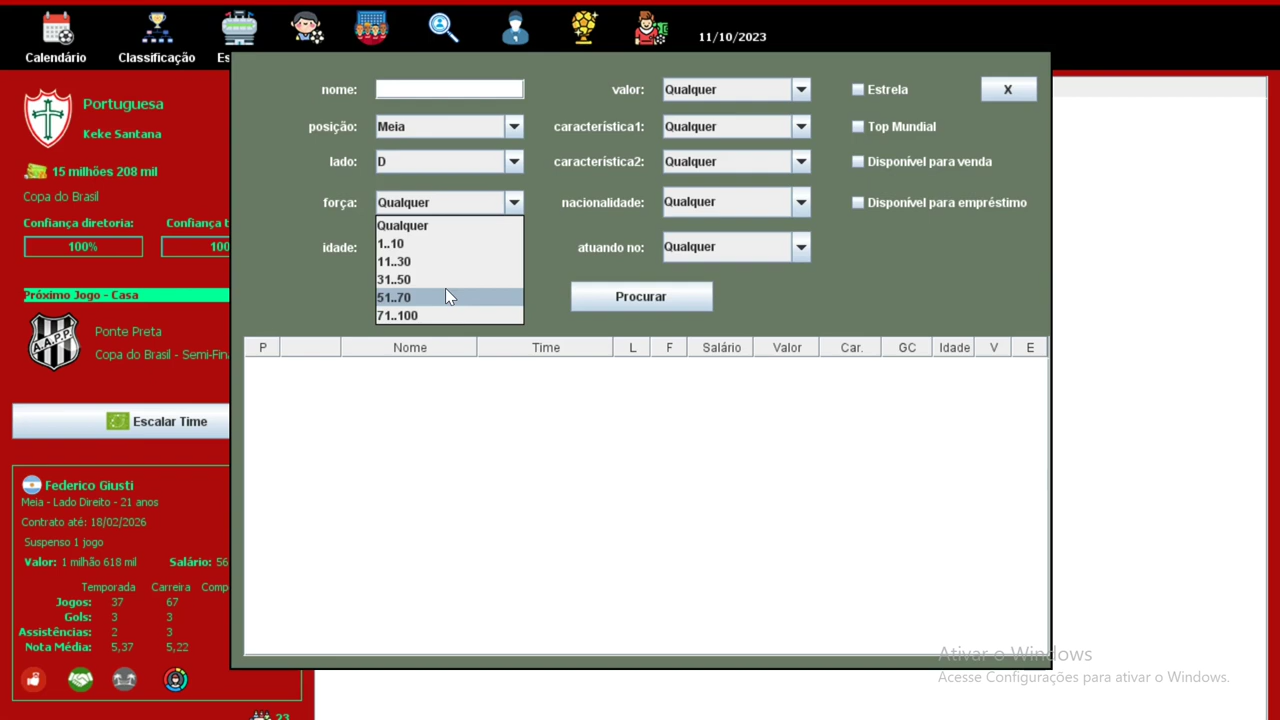 11/10/2023
Calendário
Classificação
Es
Portuguesa
Keke Santana
15 milhões 208 mil
Copa do Brasil
Confiança diretoria:
Confiança t
100%
100
Próximo Jogo - Casa
Ponte Preta
A.A.P.P.
Copa do Brasil - Semi-Fin
Escalar Time
Federico Giusti
Meia - Lado Direito - 21 anos
Contrato até: 18/02/2026
Suspenso 1 jogo
Valor: 1 milhão 618 mil Salário: 56
Temporada Carreira Comp
Jogos: 37 67
Gols: 3 3
Assistências: 2 3
Nota Média: 5,37 5,22
23
nome:
posição: Meia
lado: D
força: Qualquer
Qualquer
1..10
11..30
31..50
51..70
71..100
idade:
valor: Qualquer
característica1: Qualquer
característica2: Qualquer
nacionalidade: Qualquer
atuando no: Qualquer
Estrela
Top Mundial
Disponível para venda
Disponível para empréstimo
X
Procurar
P Nome Time L F Salário Valor Car. GC Idade V E
Ativar o Windows
Acesse Configurações para ativar o Windows.